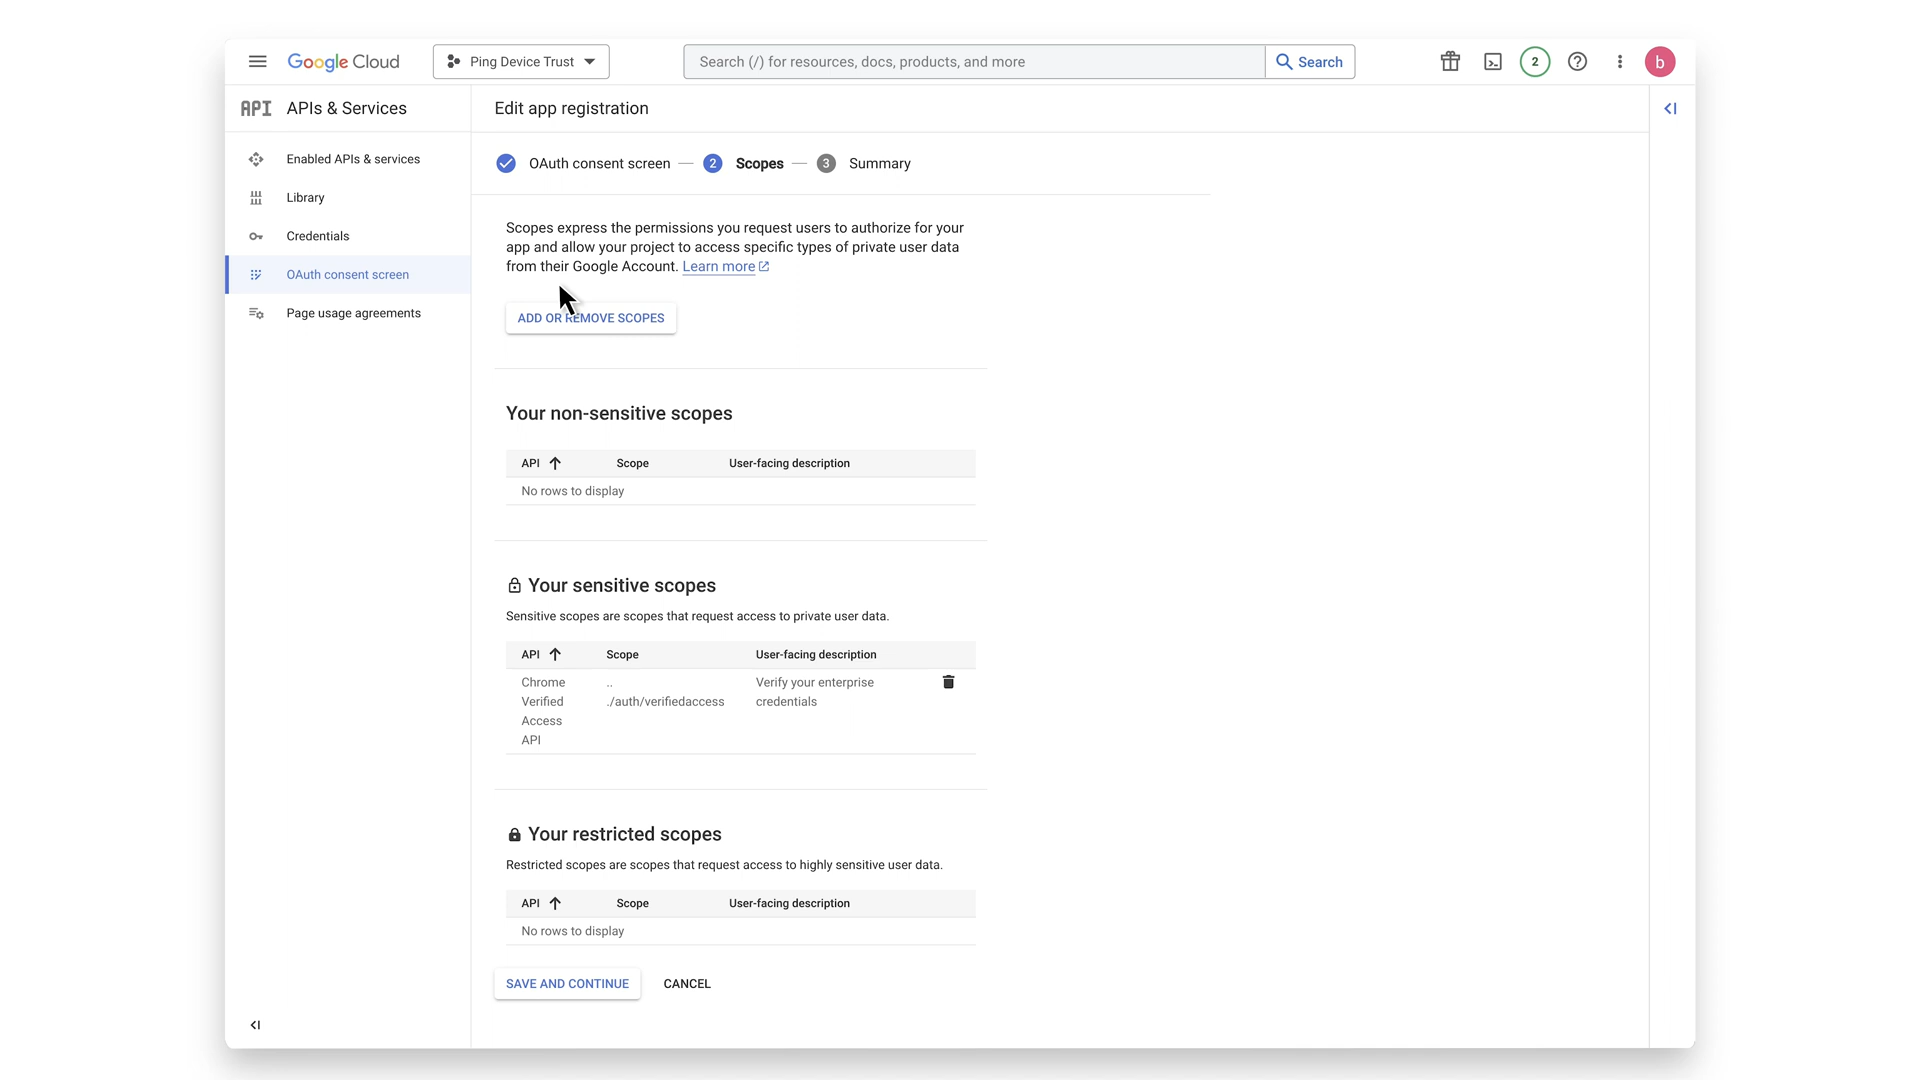 Google Cloud
Ping Device Trust
Search (/) for resources, docs, products, and more
Search
2
b
API APIs & Services
Edit app registration
Enabled APIs & services
Library
Credentials
OAuth consent screen
Page usage agreements
OAuth consent screen — 2 Scopes — 3 Summary
Scopes express the permissions you request users to authorize for your
app and allow your project to access specific types of private user data
from their Google Account. Learn more
ADD OR REMOVE SCOPES
Your non-sensitive scopes
API Scope User-facing description
No rows to display
Your sensitive scopes
Sensitive scopes are scopes that request access to private user data.
API Scope User-facing description
Chrome .. Verify your enterprise
Verified ./auth/verifiedaccess credentials
Access
API
Your restricted scopes
Restricted scopes are scopes that request access to highly sensitive user data.
API Scope User-facing description
No rows to display
SAVE AND CONTINUE CANCEL